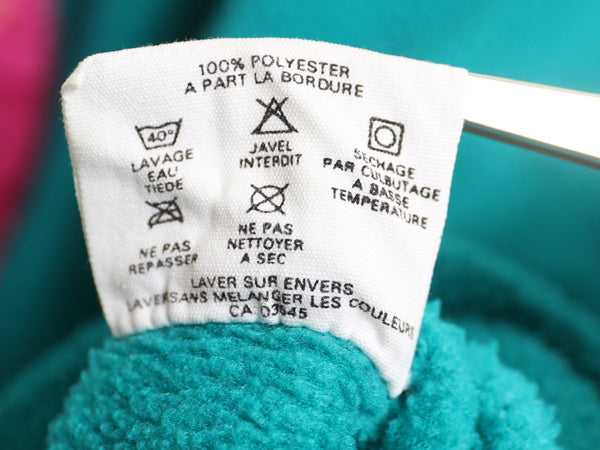 100% POLYESTER
A PART LA BORDURE
40°
LAVAGE
EAU
TIEDE
JAVEL
INTERDIT
SECHAGE
PAR CULBUTAGE
A BASSE
TEMPERATURE
NE PAS
REPASSER
NE PAS
NETTOYER
A SEC
LAVER SUR ENVERS
LAVER SANS MELANGER LES COULEURS
CA: 03645